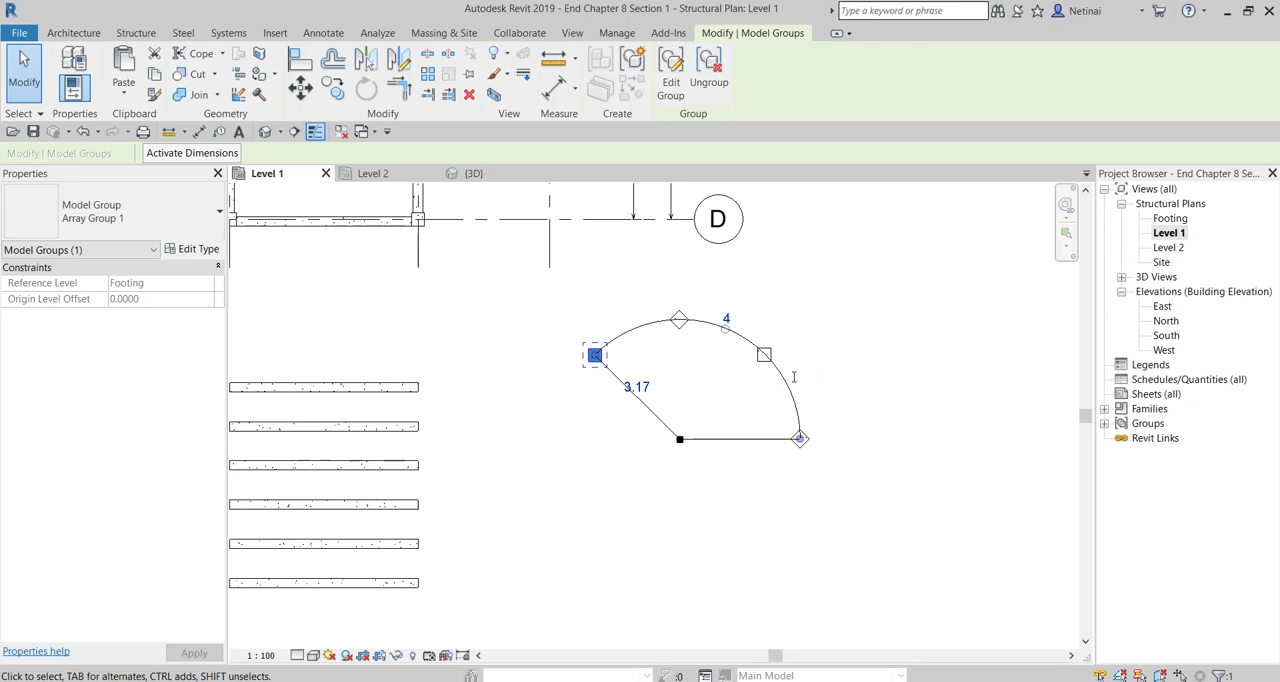 Autodesk Revit 2019 - End Chapter 8 Section 1 - Structural Plan: Level 1
Type a keyword or phrase
Netinai
File Architecture Structure Steel Systems Insert Annotate Analyze Massing & Site Collaborate View Manage Add-Ins Modify | Model Groups
Modify
Paste
Cope
Cut
Join
Edit
Group
Ungroup
Select Properties Clipboard Geometry Modify View Measure Create Group
Modify | Model Groups Activate Dimensions
Properties
Level 1 Level 2 {3D}
Project Browser - End Chapter 8 Se...
Model Group
Array Group 1
Model Groups (1) Edit Type
Constraints
Reference Level Footing
Origin Level Offset 0.0000
D
4
3.17
Views (all)
Structural Plans
Footing
Level 1
Level 2
Site
3D Views
Elevations (Building Elevation)
East
North
South
West
Legends
Schedules/Quantities (all)
Sheets (all)
Families
Groups
Revit Links
Properties help Apply
1 : 100
Click to select, TAB for alternates, CTRL adds, SHIFT unselects.
:0
Main Model
:1